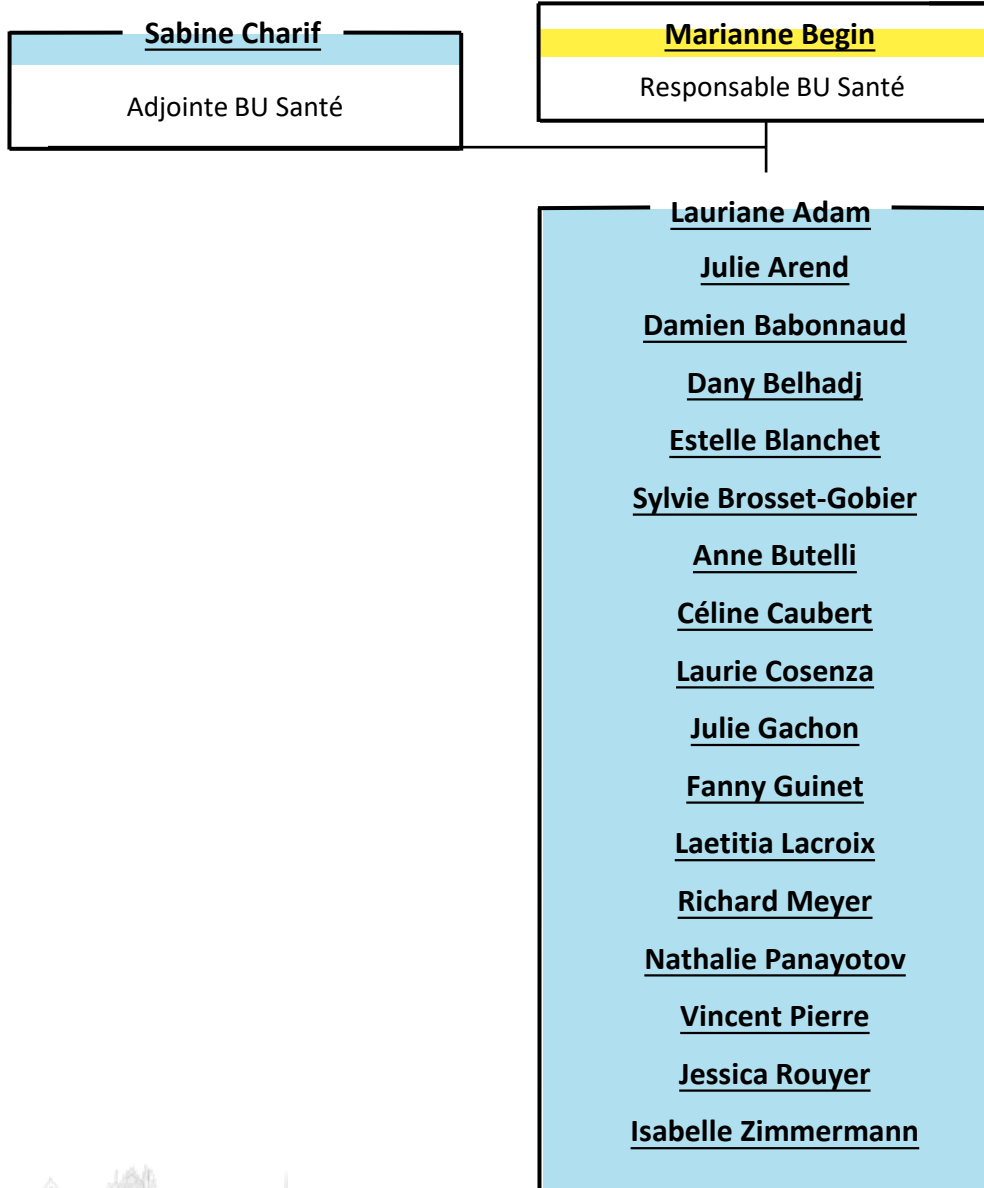 Sabine Charif
Adjointe BU Santé
Marianne Begin
Responsable BU Santé
Lauriane Adam
Julie Arend
Damien Babonnaud
Dany Belhadj
Estelle Blanchet
Sylvie Brosset-Gobier
Anne Butelli
Céline Caubert
Laurie Cosenza
Julie Gachon
Fanny Guinet
Laetitia Lacroix
Richard Meyer
Nathalie Panayotov
Vincent Pierre
Jessica Rouyer
Isabelle Zimmermann